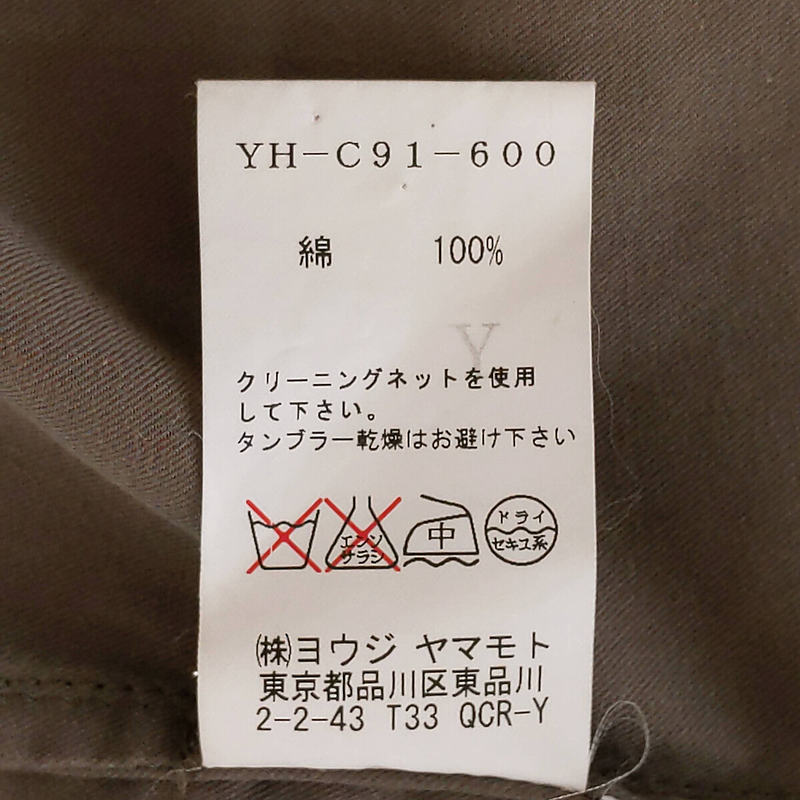 YH-C91-600
綿 100%
Y
クリーニングネットを使用
して下さい。
タンブラー乾燥はお避け下さい
エンソ
サラシ
中
ドライ
セキユ系
㈱ヨウジ ヤマモト
東京都品川区東品川
2-2-43 T33 QCR-Y